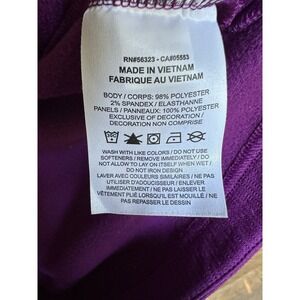 RN#56323 - CA#05553
MADE IN VIETNAM
FABRIQUE AU VIETNAM
BODY / CORPS: 98% POLYESTER
2% SPANDEX / ELASTHANNE
PANELS / PANNEAUX: 100% POLYESTER
EXCLUSIVE OF DECORATION /
DECORATION NON COMPRISE
WASH WITH LIKE COLORS / DO NOT USE
SOFTENERS / REMOVE IMMEDIATELY / DO
NOT ALLOW TO LAY ON ITSELF WHEN WET /
DO NOT IRON DESIGN
LAVER AVEC COULEURS SIMILAIRES / NE PAS
UTILISER D'ADOUCISSEUR / ENLEVER
IMMÉDIATEMENT / NE PAS LAISSER LE
VÊTEMENT PLIÉ LORSQU'IL EST MOUILLÉ / NE
PAS REPASSER LE DESSIN